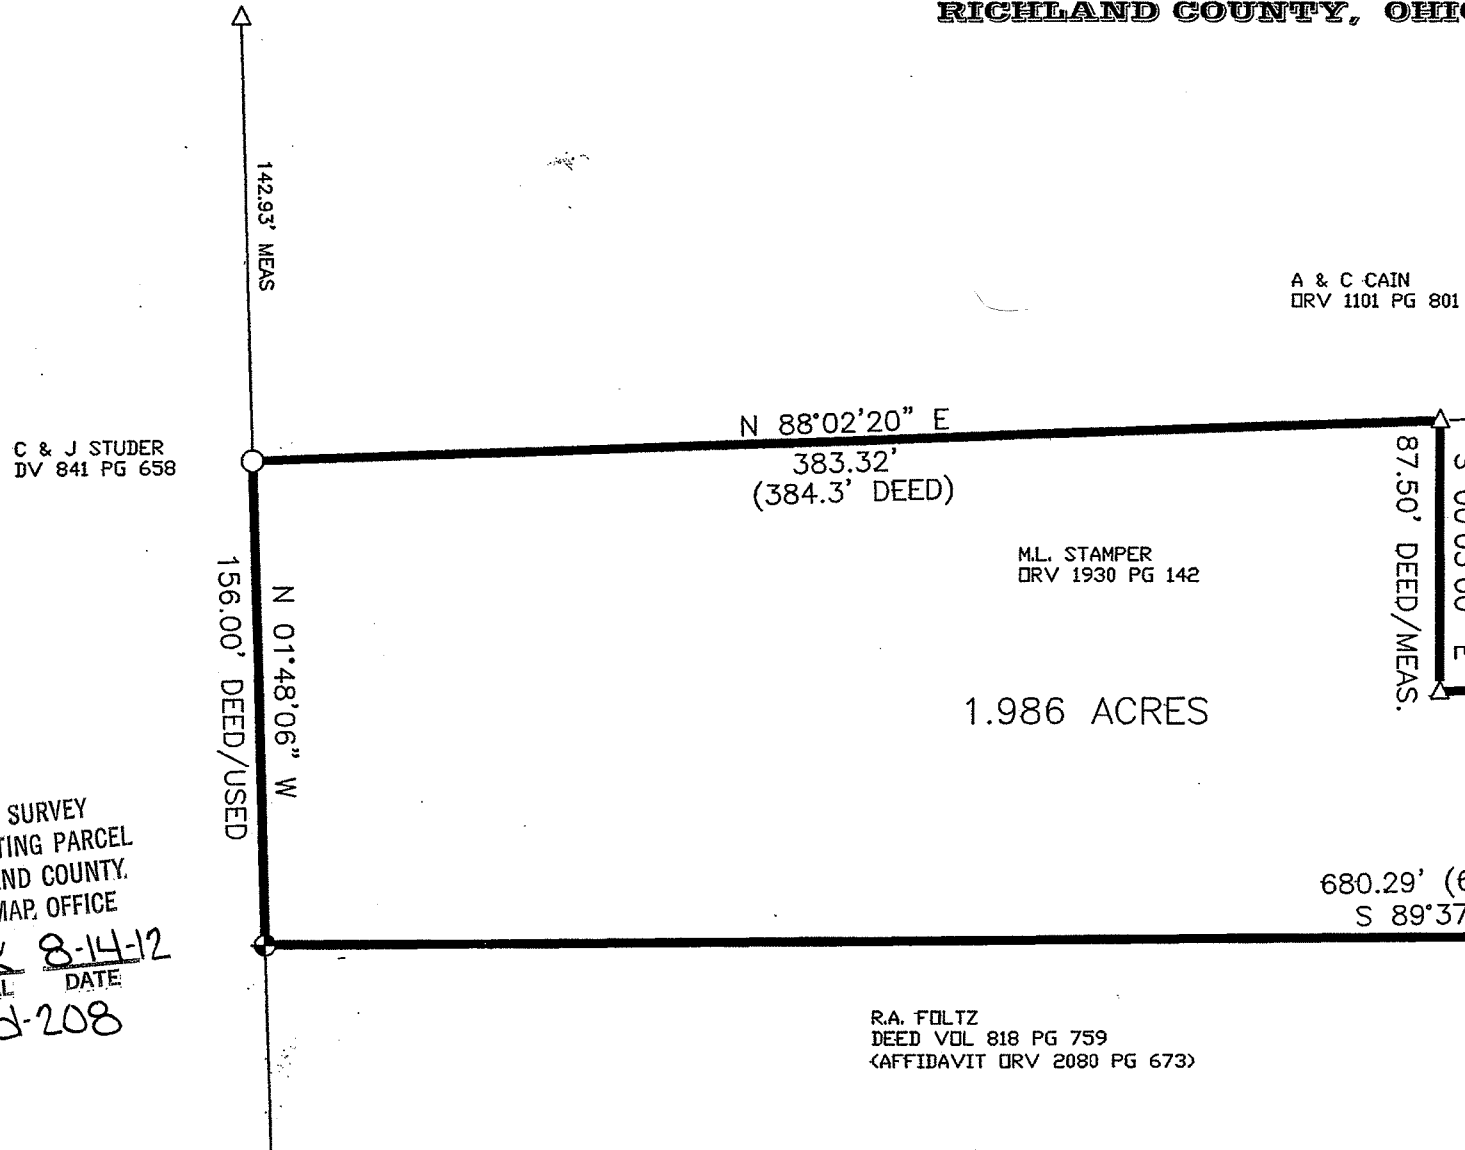 RICHLAND COUNTY, OHIO
142.93' MEAS
A & C CAIN
ORV 1101 PG 801
N 88°02'20" E
383.32'
(384.3' DEED)
C & J STUDER
DV 841 PG 658
87.50' DEED/MEAS.
M.L. STAMPER
ORV 1930 PG 142
N 01°48'06" W
156.00' DEED/USED
1.986 ACRES
SURVEY
TING PARCEL
ND COUNTY.
MAP. OFFICE
8-14-12
DATE
d-208
680.29' (6
S 89°37
R.A. FOLTZ
DEED VOL 818 PG 759
(AFFIDAVIT ORV 2080 PG 673)